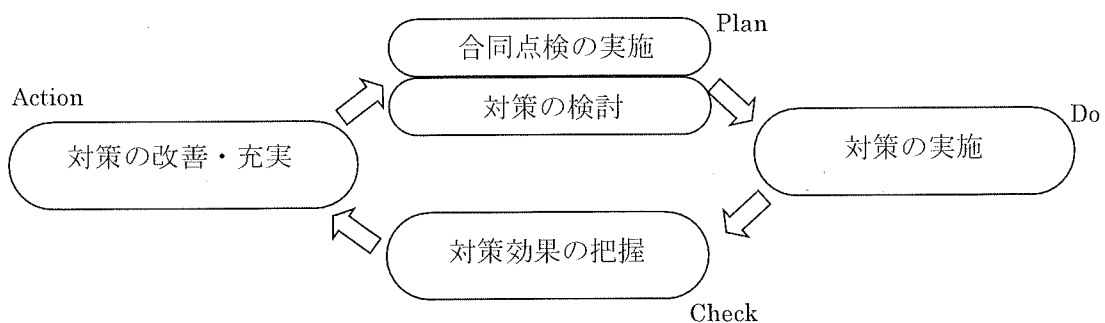 Plan
合同点検の実施
対策の検討
Action
対策の改善・充実
Do
対策の実施
対策効果の把握
Check